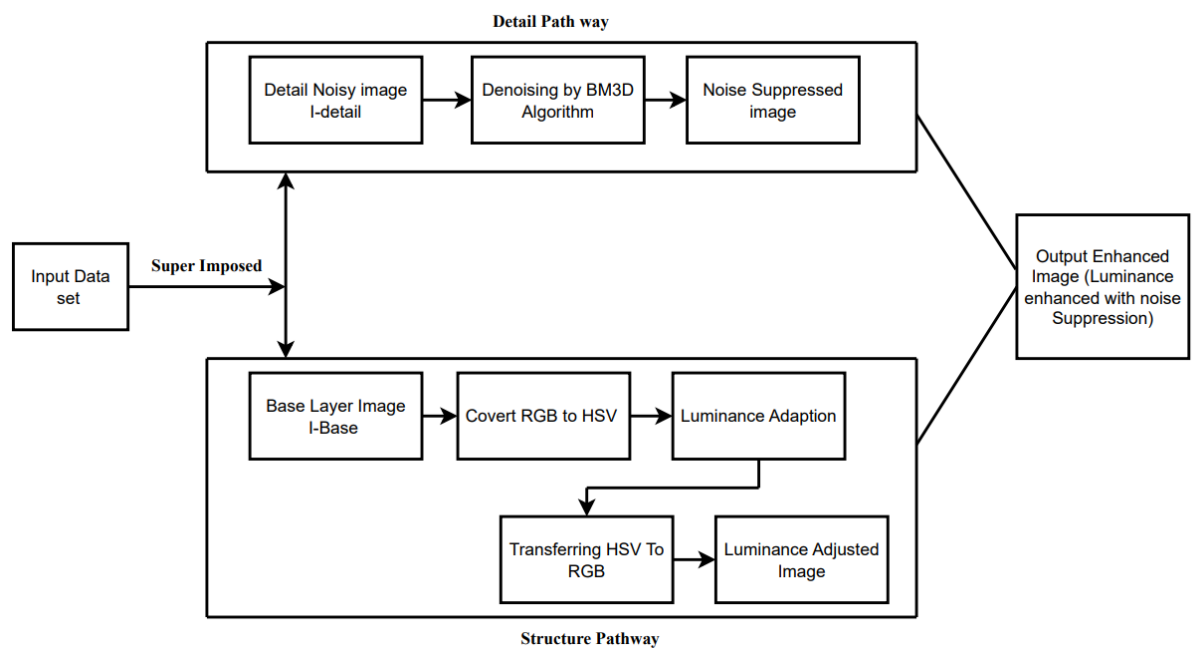 Detail Path way
Detail Noisy image
I-detail
Denoising by BM3D
Algorithm
Noise Suppressed
image
Input Data
set
Super Imposed
Output Enhanced
Image (Luminance
enhanced with noise
Suppression)
Base Layer Image
I-Base
Covert RGB to HSV
Luminance Adaption
Transferring HSV To
RGB
Luminance Adjusted
Image
Structure Pathway